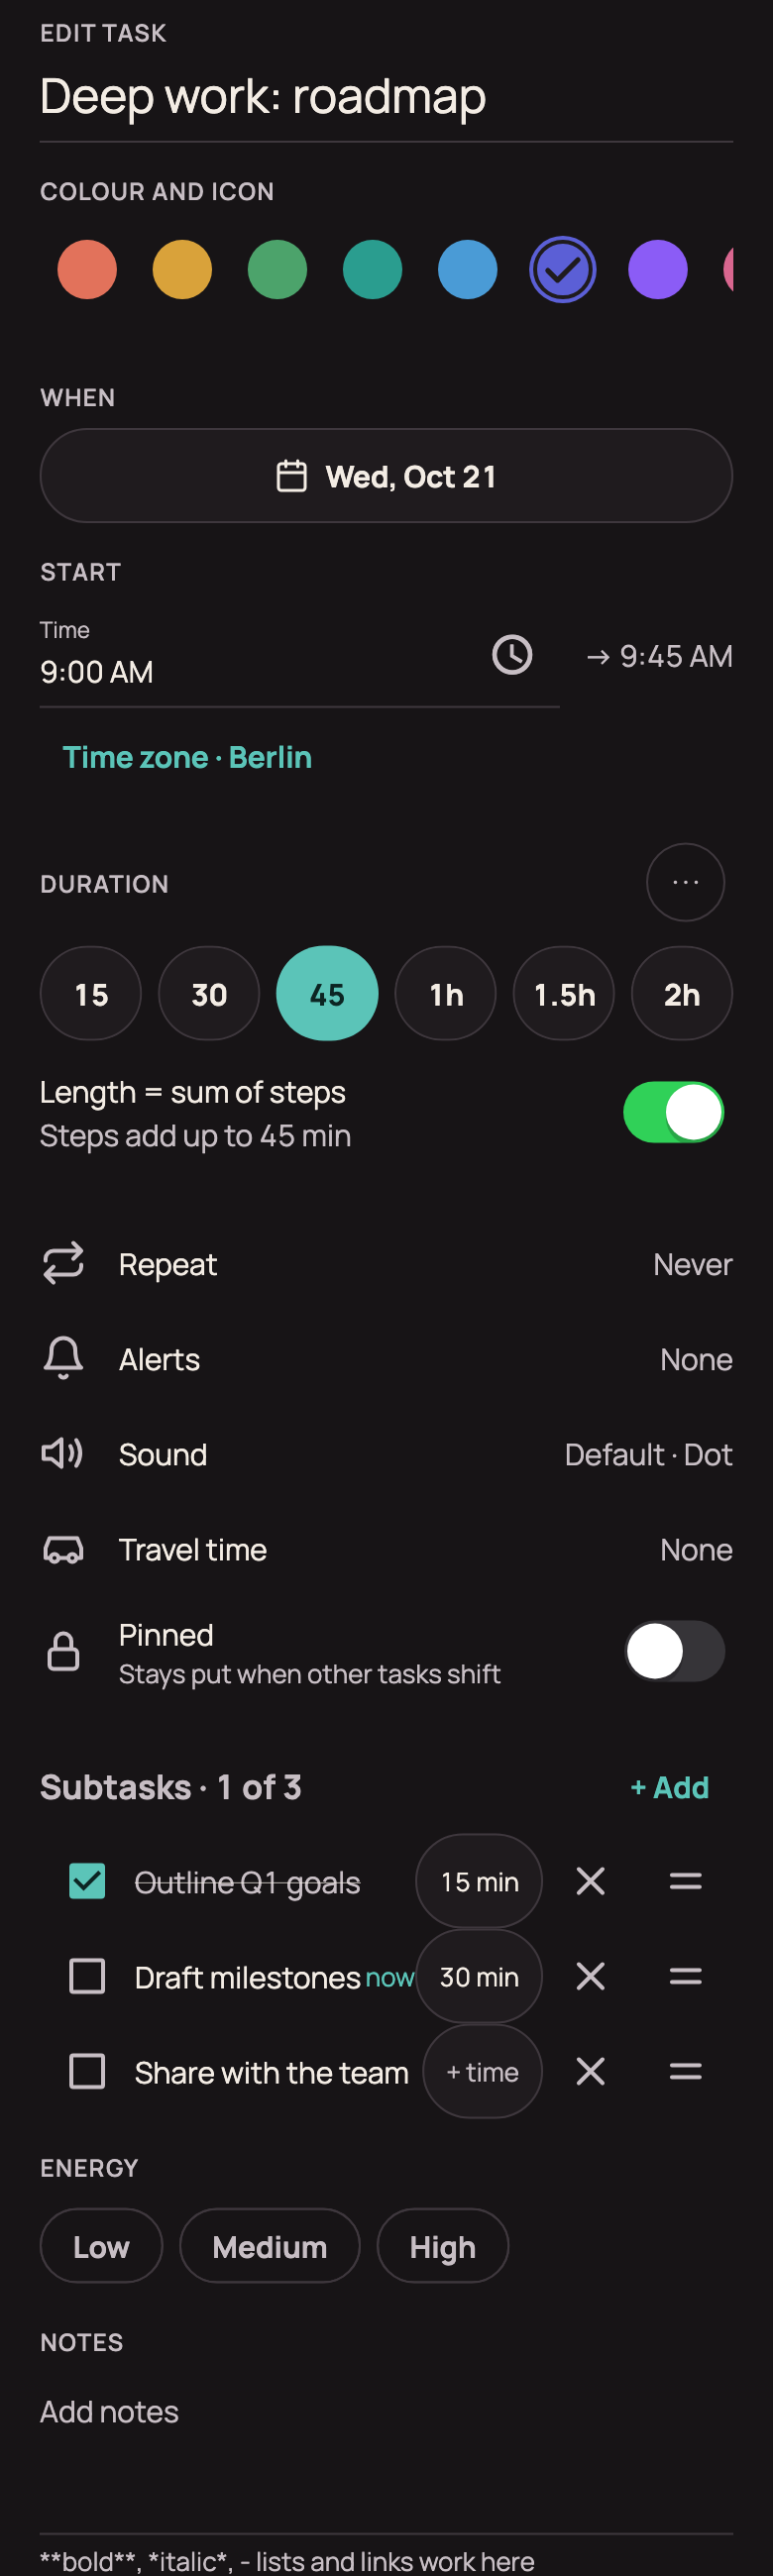 EDIT TASK
Deep work: roadmap
COLOUR AND ICON
WHEN
Wed, Oct 21
START
Time
9:00 AM
→ 9:45 AM
Time zone · Berlin
DURATION
...
15 30 45 1h 1.5h 2h
Length = sum of steps
Steps add up to 45 min
Repeat Never
Alerts None
Sound Default · Dot
Travel time None
Pinned
Stays put when other tasks shift
Subtasks · 1 of 3 + Add
Outline Q1 goals 15 min
Draft milestones now 30 min
Share with the team + time
ENERGY
Low Medium High
NOTES
Add notes
**bold**, *italic*, - lists and links work here